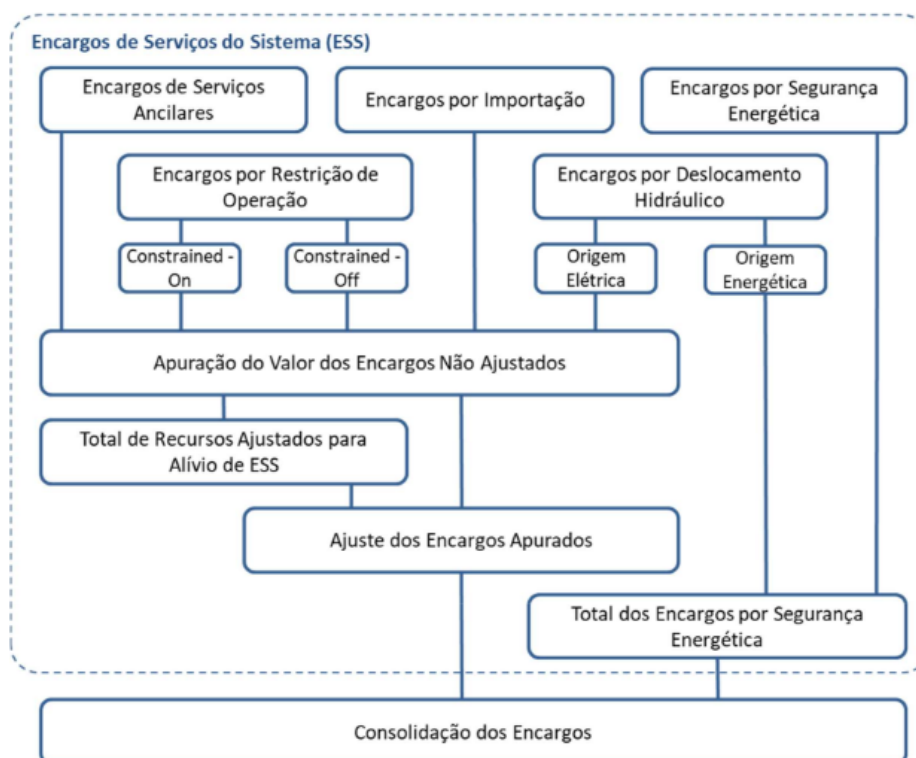 Encargos de Serviços do Sistema (ESS)
Encargos de Serviços
Ancilares
Encargos por Importação
Encargos por Segurança
Energética
Encargos por Restrição de
Operação
Encargos por Deslocamento
Hidráulico
Constrained -
On
Constrained -
Off
Origem
Elétrica
Origem
Energética
Apuração do Valor dos Encargos Não Ajustados
Total de Recursos Ajustados para
Alívio de ESS
Ajuste dos Encargos Apurados
Total dos Encargos por Segurança
Energética
Consolidação dos Encargos